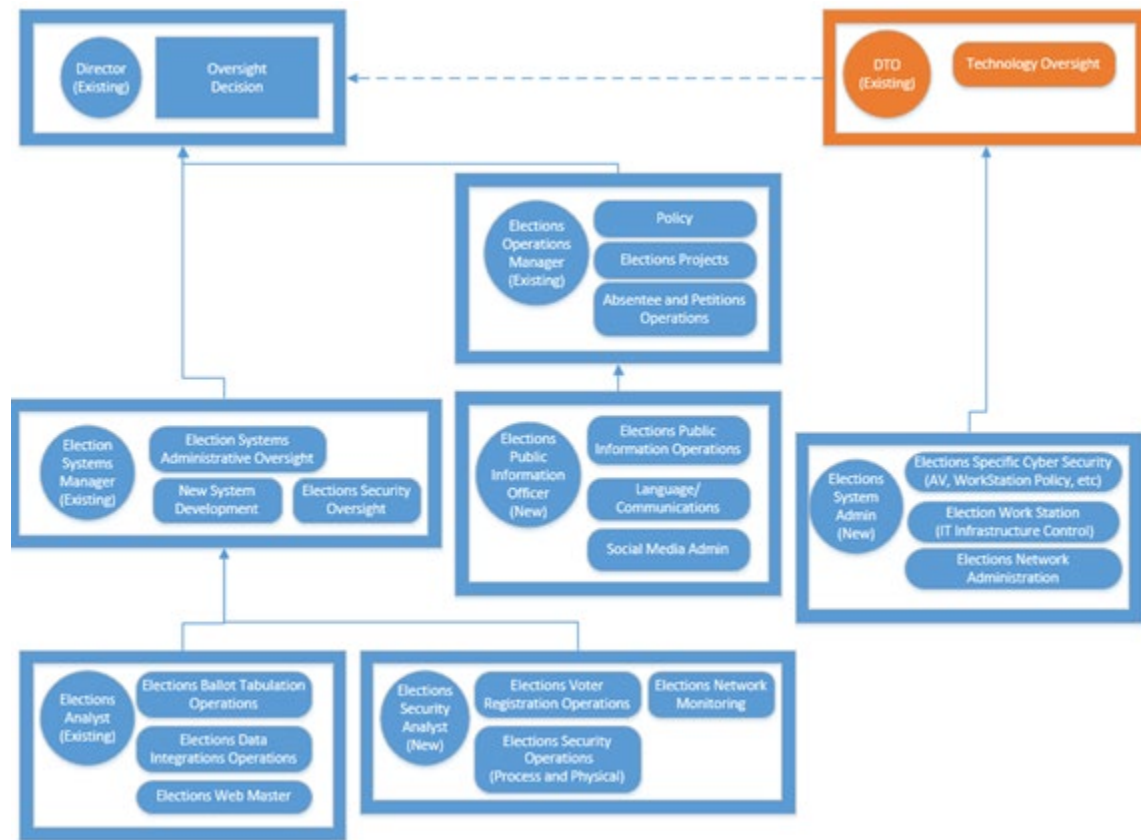 Director
(Existing)
Oversight
Decision
DTO
(Existing)
Technology Oversight
Elections
Operations
Manager
(Existing)
Policy
Elections Projects
Absentee and Petitions
Operations
Election
Systems
Manager
(Existing)
Election Systems
Administrative Oversight
New System
Development
Elections Security
Oversight
Elections
Public
Information
Officer
(New)
Elections Public
Information Operations
Language/
Communications
Social Media Admin
Elections
System
Admin
(New)
Elections Specific Cyber Security
(AV, WorkStation Policy, etc)
Election Work Station
(IT Infrastructure Control)
Elections Network
Administration
Elections
Analyst
(Existing)
Elections Ballot Tabulation
Operations
Elections Data
Integrations Operations
Elections Web Master
Elections
Security
Analyst
(New)
Elections Voter
Registration Operations
Elections Network
Monitoring
Elections Security
Operations
(Process and Physical)